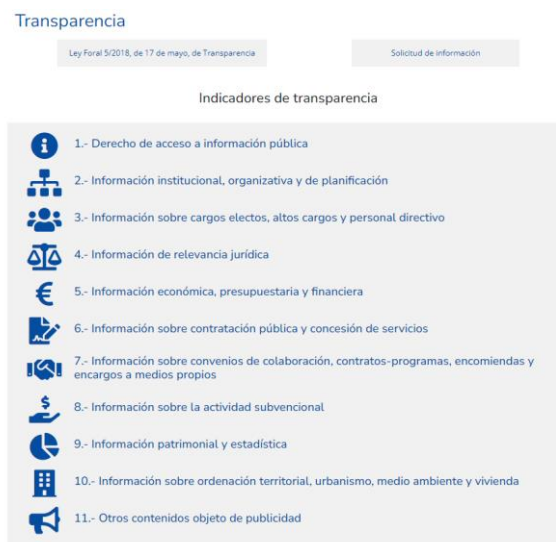 Transparencia
Ley Foral 5/2018, de 17 de mayo, de Transparencia
Solicitud de información
Indicadores de transparencia
1.- Derecho de acceso a información pública
2.- Información institucional, organizativa y de planificación
3.- Información sobre cargos electos, altos cargos y personal directivo
4.- Información de relevancia jurídica
5.- Información económica, presupuestaria y financiera
6.- Información sobre contratación pública y concesión de servicios
7.- Información sobre convenios de colaboración, contratos-programas, encomiendas y
encargos a medios propios
8.- Información sobre la actividad subvencional
9.- Información patrimonial y estadística
10.- Información sobre ordenación territorial, urbanismo, medio ambiente y vivienda
11.- Otros contenidos objeto de publicidad